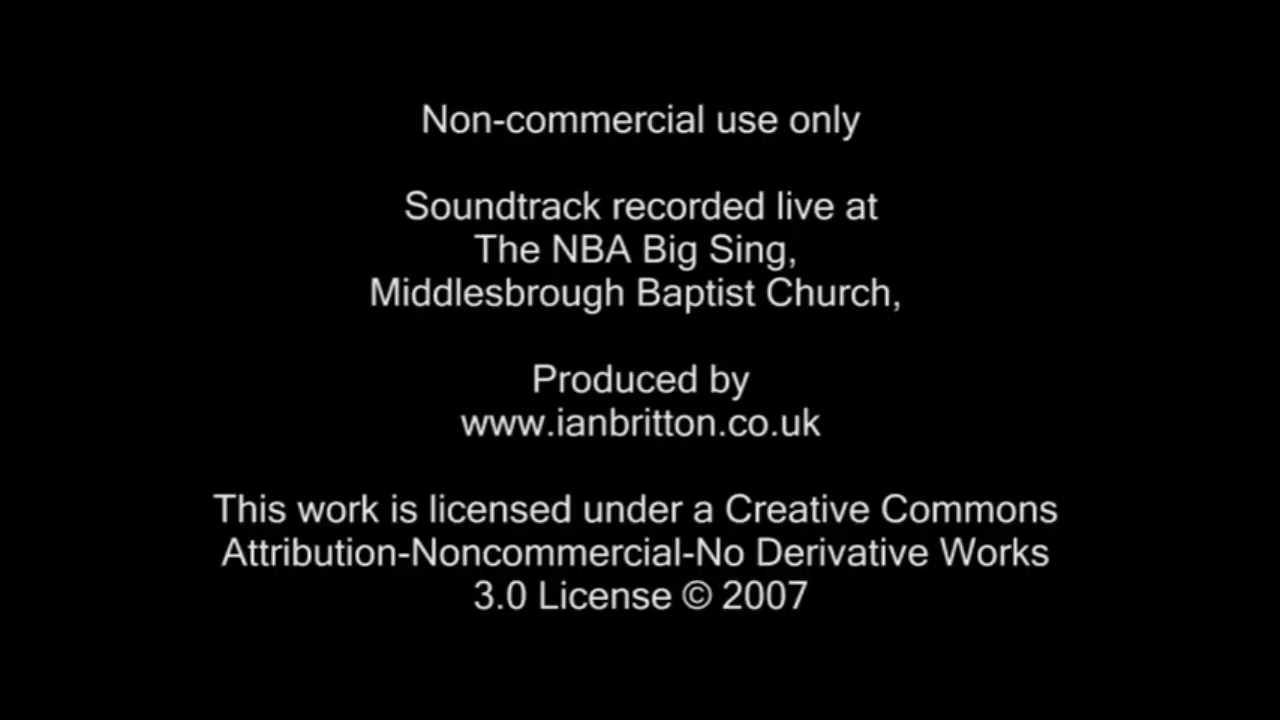 Non-commercial use only
Soundtrack recorded live at
The NBA Big Sing,
Middlesbrough Baptist Church,
Produced by
www.ianbritton.co.uk
This work is licensed under a Creative Commons
Attribution-Noncommercial-No Derivative Works
3.0 License © 2007